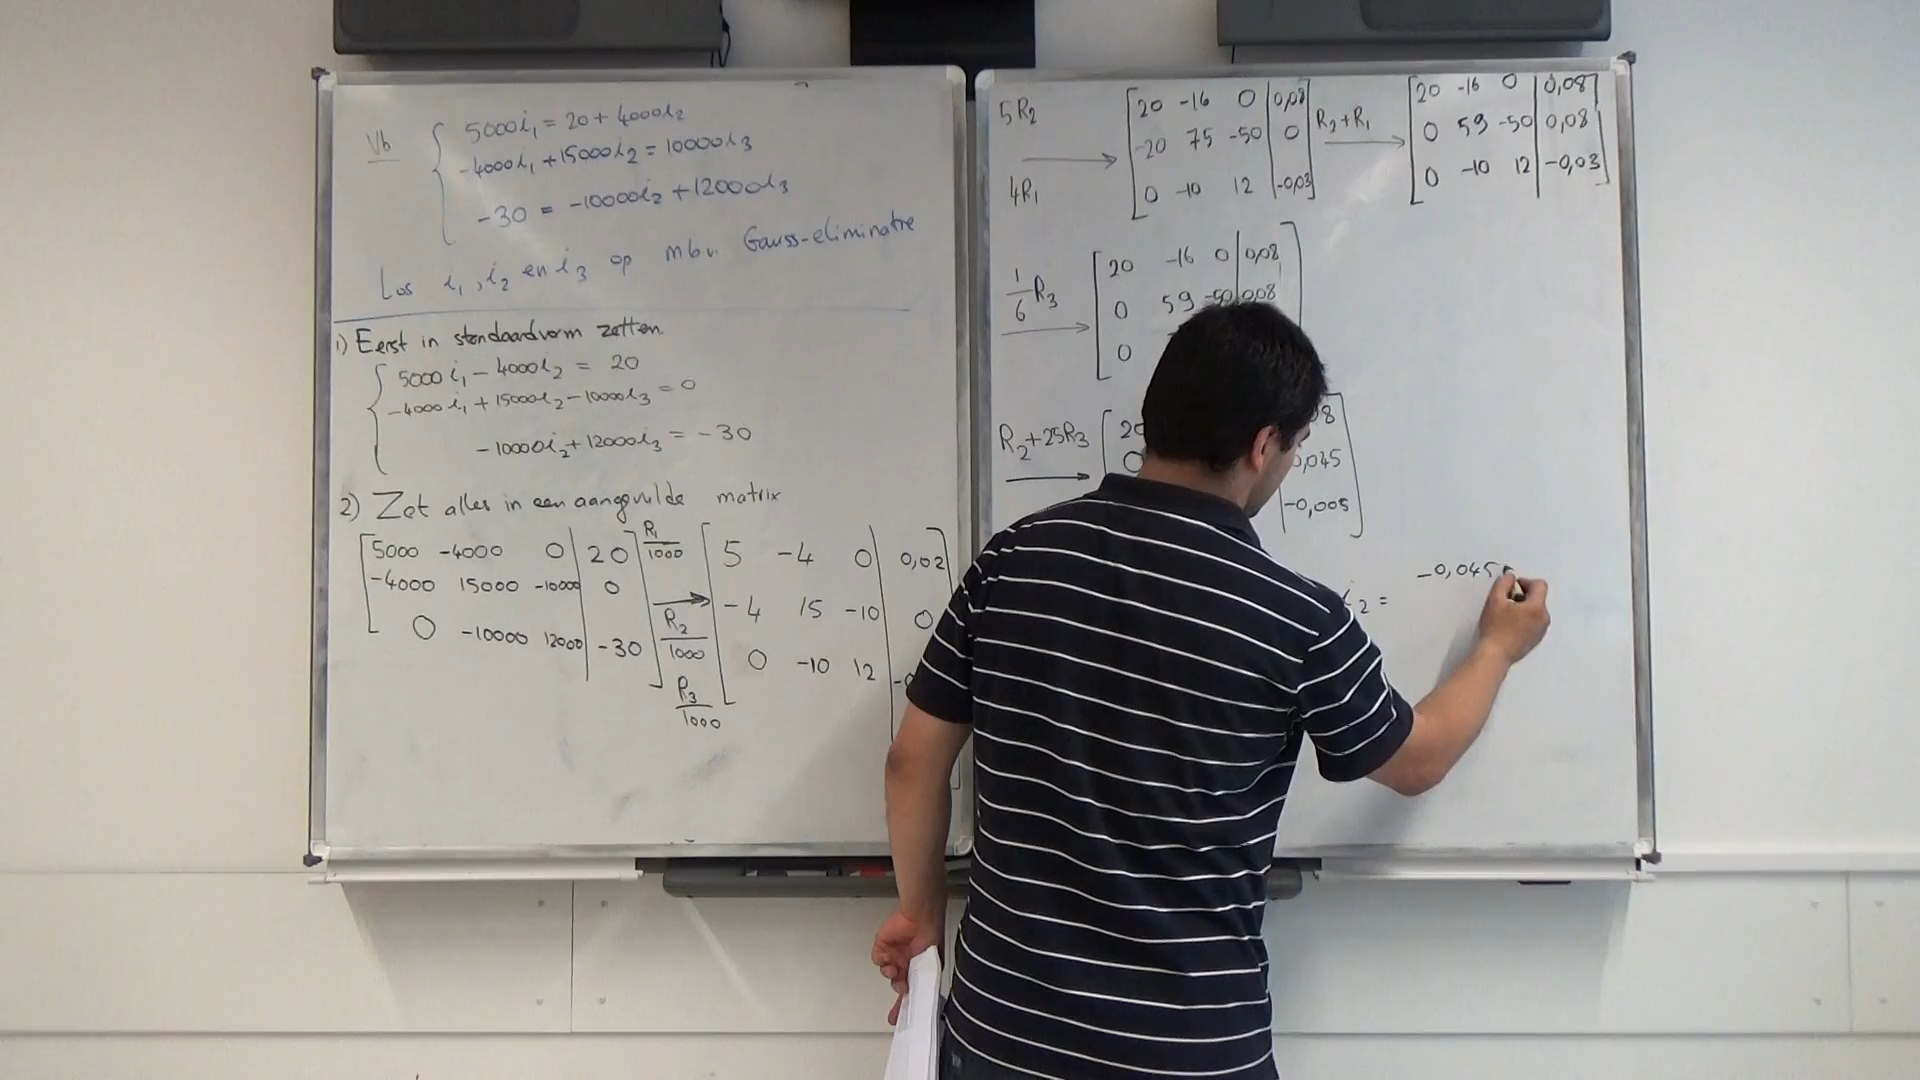 Vb
5000i₁ = 20 + 4000i₂
-4000i₁ + 15000i₂ = 10000i₃
-30 = -10000i₂ + 12000i₃
Los i₁, i₂ en i₃ op mbv. Gauss-eliminatie
1) Eerst in standaardvorm zetten.
5000i₁ - 4000i₂ = 20
-4000i₁ + 15000i₂ - 10000i₃ = 0
-10000i₂ + 12000i₃ = -30
2) Zet alles in een aangevulde matrix
5000 -4000 0 | 20
-4000 15000 -10000 | 0
0 -10000 12000 | -30
R₁/1000
R₂/1000
R₃/1000
5 -4 0 | 0,02
-4 15 -10 | 0
0 -10 12
5R₂
4R₁
20 -16 0 | 0,08
-20 75 -50 | 0
0 -10 12 | -0,03
R₂+R₁
20 -16 0 | 0,08
0 59 -50 | 0,08
0 -10 12 | -0,03
1/6 R₃
20 -16 0 | 0,08
0 59 -50 | 0,08
0
R₂+25R₃
0
0,045
-0,005
i₂ = -0,045